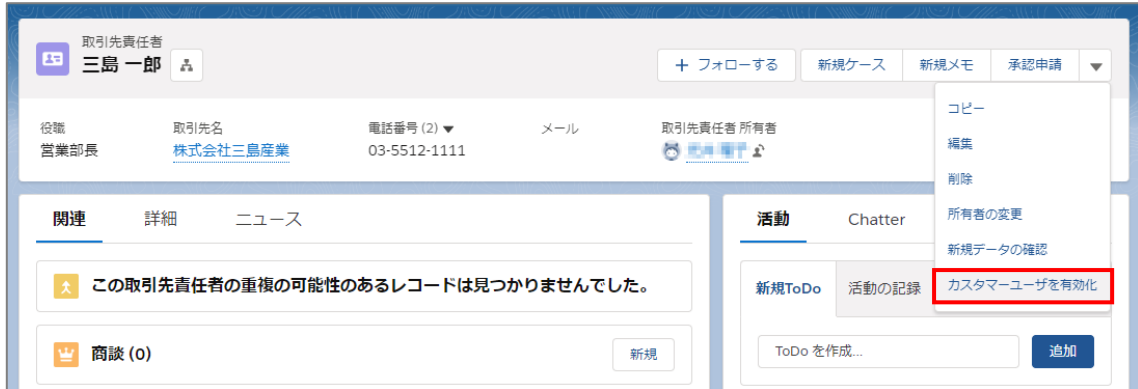 取引先責任者
三島 一郎
＋ フォローする
新規ケース
新規メモ
承認申請
コピー
編集
削除
所有者の変更
新規データの確認
カスタマーユーザを有効化
役職
営業部長
取引先名
株式会社三島産業
電話番号 (2)
03-5512-1111
メール
取引先責任者 所有者
関連
詳細
ニュース
この取引先責任者の重複の可能性のあるレコードは見つかりませんでした。
商談 (0)
新規
活動
Chatter
新規ToDo
活動の記録
ToDo を作成...
追加